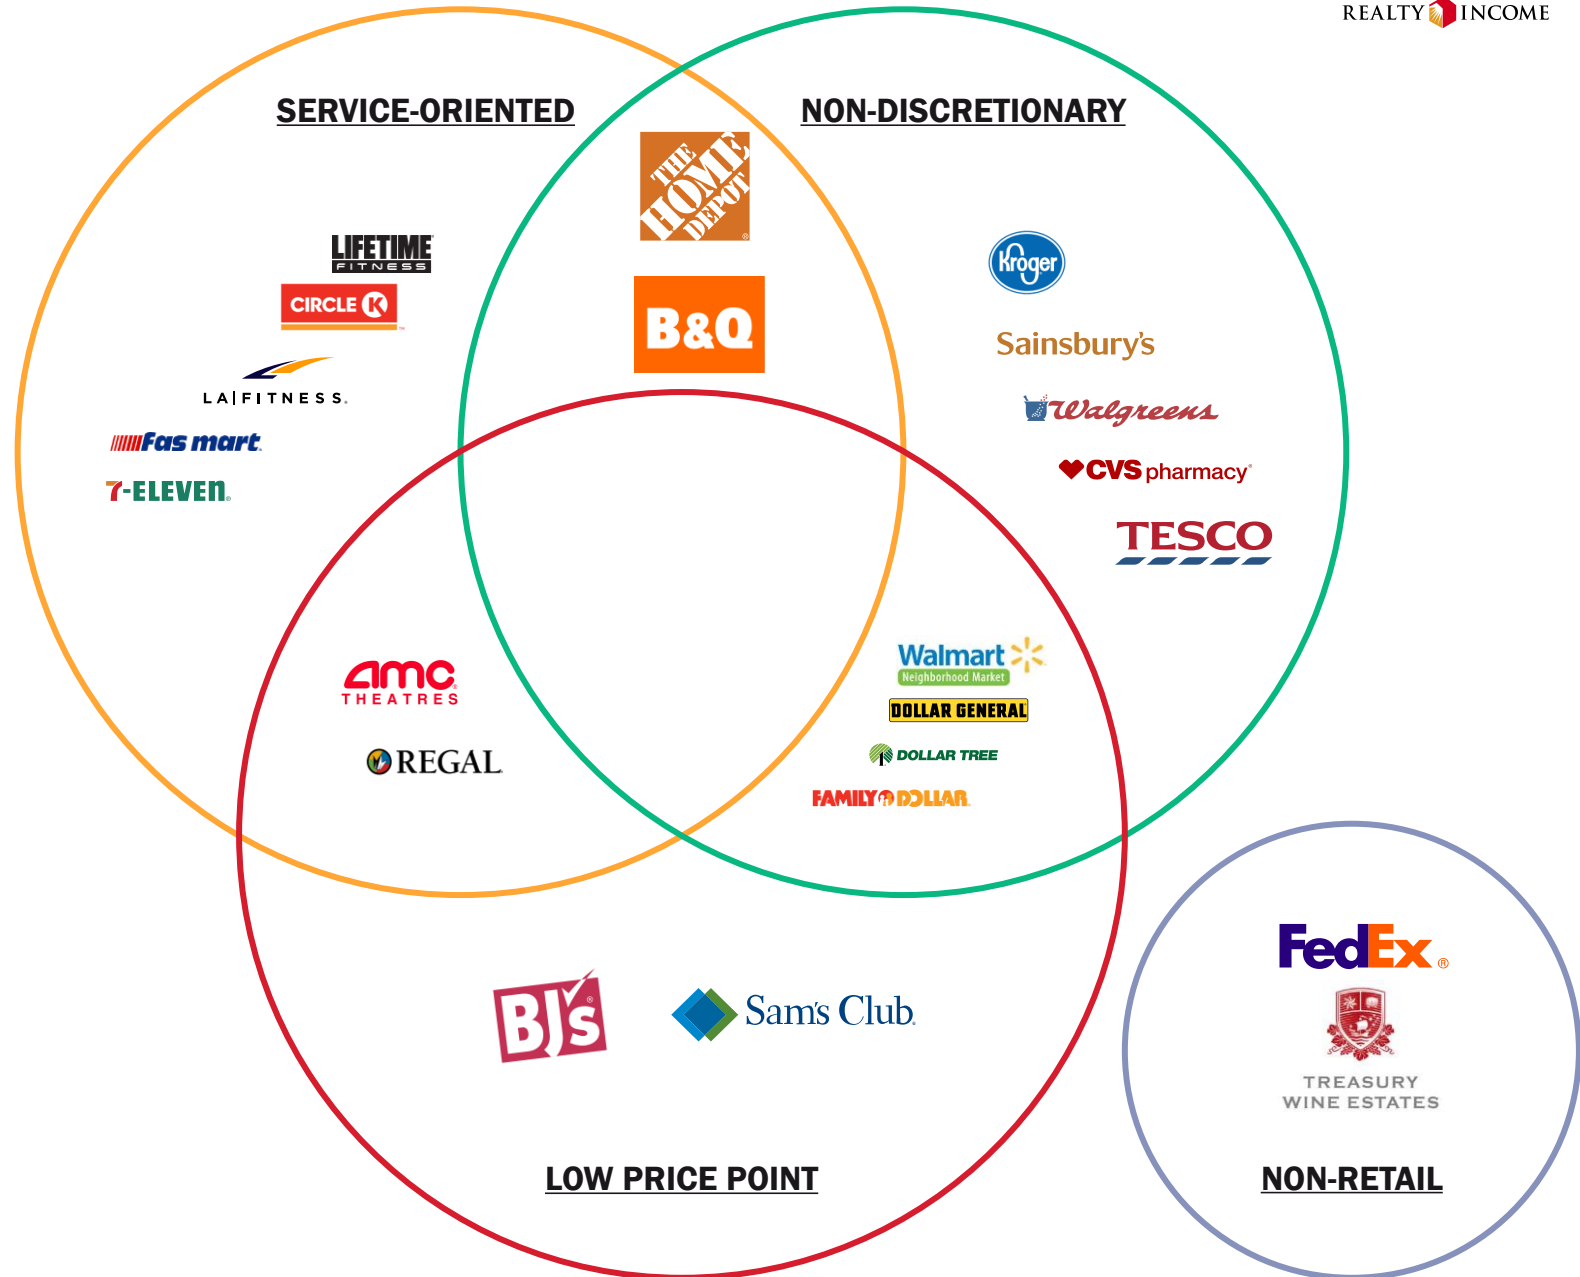 REALTY INCOME
SERVICE-ORIENTED
NON-DISCRETIONARY
THE
HOME
DEPOT
®
LIFETIME
FITNESS
CIRCLE K
™
B&Q
LA|FITNESS®
Fas mart®
7-ELEVEN®
Kroger
Sainsbury's
Walgreens
CVS pharmacy®
TESCO
amc
THEATRES®
REGAL
Walmart
Neighborhood Market
DOLLAR GENERAL
DOLLAR TREE
FAMILY DOLLAR®
BJ's®
Sam's Club®
LOW PRICE POINT
FedEx®
TREASURY
WINE ESTATES
NON-RETAIL